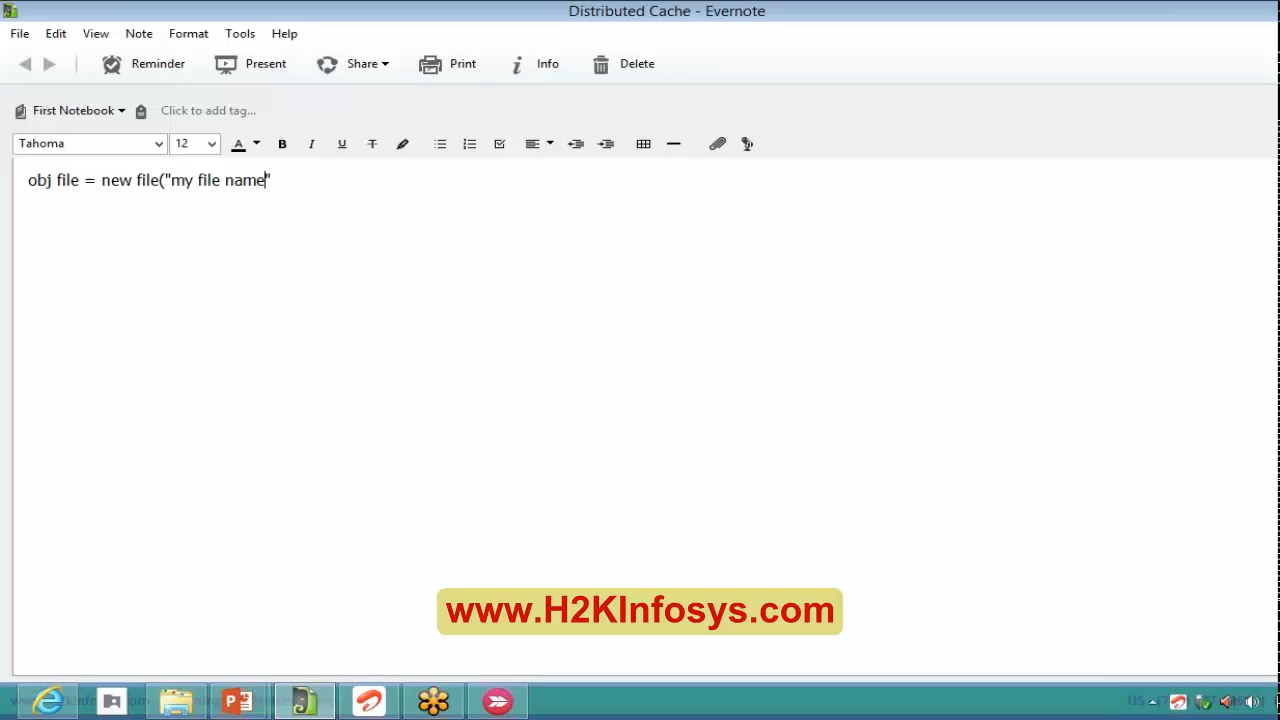 Distributed Cache - Evernote
File Edit View Note Format Tools Help
Reminder Present Share Print Info Delete
First Notebook Click to add tag...
Tahoma 12 A B I U T
obj file = new file("my file name"
www.H2KInfosys.com
US